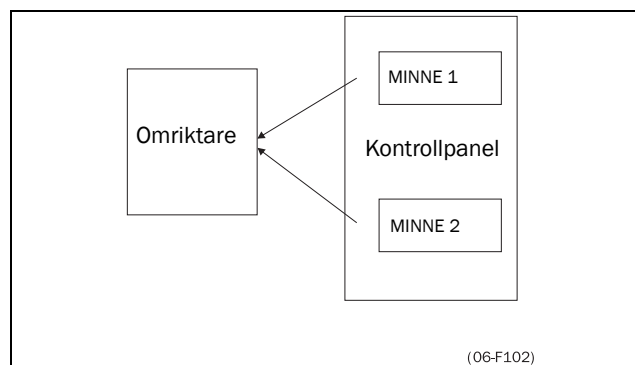 MINNE 1
Omriktare
Kontrollpanel
MINNE 2
(06-F102)